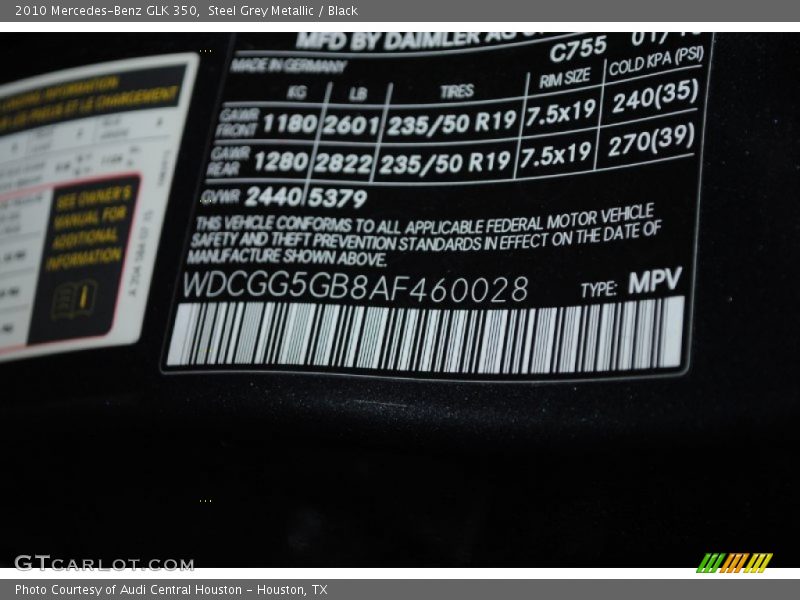 2010 Mercedes-Benz GLK 350,  Steel Grey Metallic / Black
MFD BY DAIMLER AG
C755
MADE IN GERMANY
KG LB TIRES RIM SIZE COLD KPA (PSI)
GAWR FRONT 1180 2601 235/50 R19 7.5x19 240(35)
GAWR REAR 1280 2822 235/50 R19 7.5x19 270(39)
GVWR 2440 5379
THIS VEHICLE CONFORMS TO ALL APPLICABLE FEDERAL MOTOR VEHICLE
SAFETY AND THEFT PREVENTION STANDARDS IN EFFECT ON THE DATE OF
MANUFACTURE SHOWN ABOVE.
WDCGG5GB8AF460028 TYPE: MPV
SEE OWNER'S
MANUAL FOR
ADDITIONAL
INFORMATION
GTCARLOT.COM
Photo Courtesy of Audi Central Houston - Houston, TX